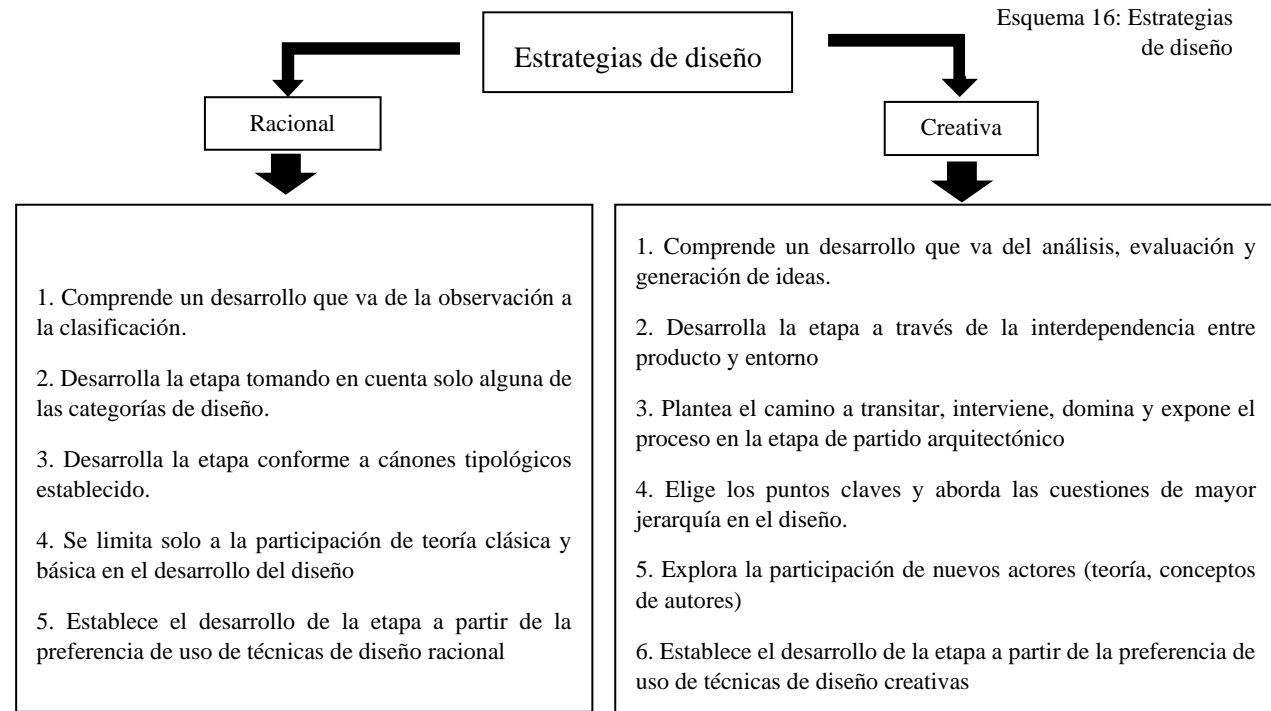 Esquema 16: Estrategias
de diseño
Estrategias de diseño
Racional
Creativa
1. Comprende un desarrollo que va de la observación a
la clasificación.
2. Desarrolla la etapa tomando en cuenta solo alguna de
las categorías de diseño.
3. Desarrolla la etapa conforme a cánones tipológicos
establecido.
4. Se limita solo a la participación de teoría clásica y
básica en el desarrollo del diseño
5. Establece el desarrollo de la etapa a partir de la
preferencia de uso de técnicas de diseño racional
1. Comprende un desarrollo que va del análisis, evaluación y
generación de ideas.
2. Desarrolla la etapa a través de la interdependencia entre
producto y entorno
3. Plantea el camino a transitar, interviene, domina y expone el
proceso en la etapa de partido arquitectónico
4. Elige los puntos claves y aborda las cuestiones de mayor
jerarquía en el diseño.
5. Explora la participación de nuevos actores (teoría, conceptos
de autores)
6. Establece el desarrollo de la etapa a partir de la preferencia de
uso de técnicas de diseño creativas